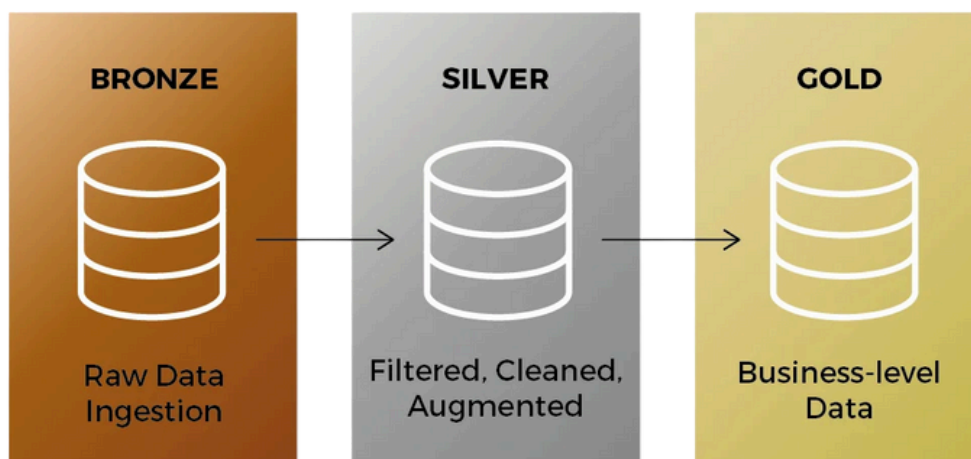 BRONZE
Raw Data
Ingestion
SILVER
Filtered, Cleaned,
Augmented
GOLD
Business-level
Data